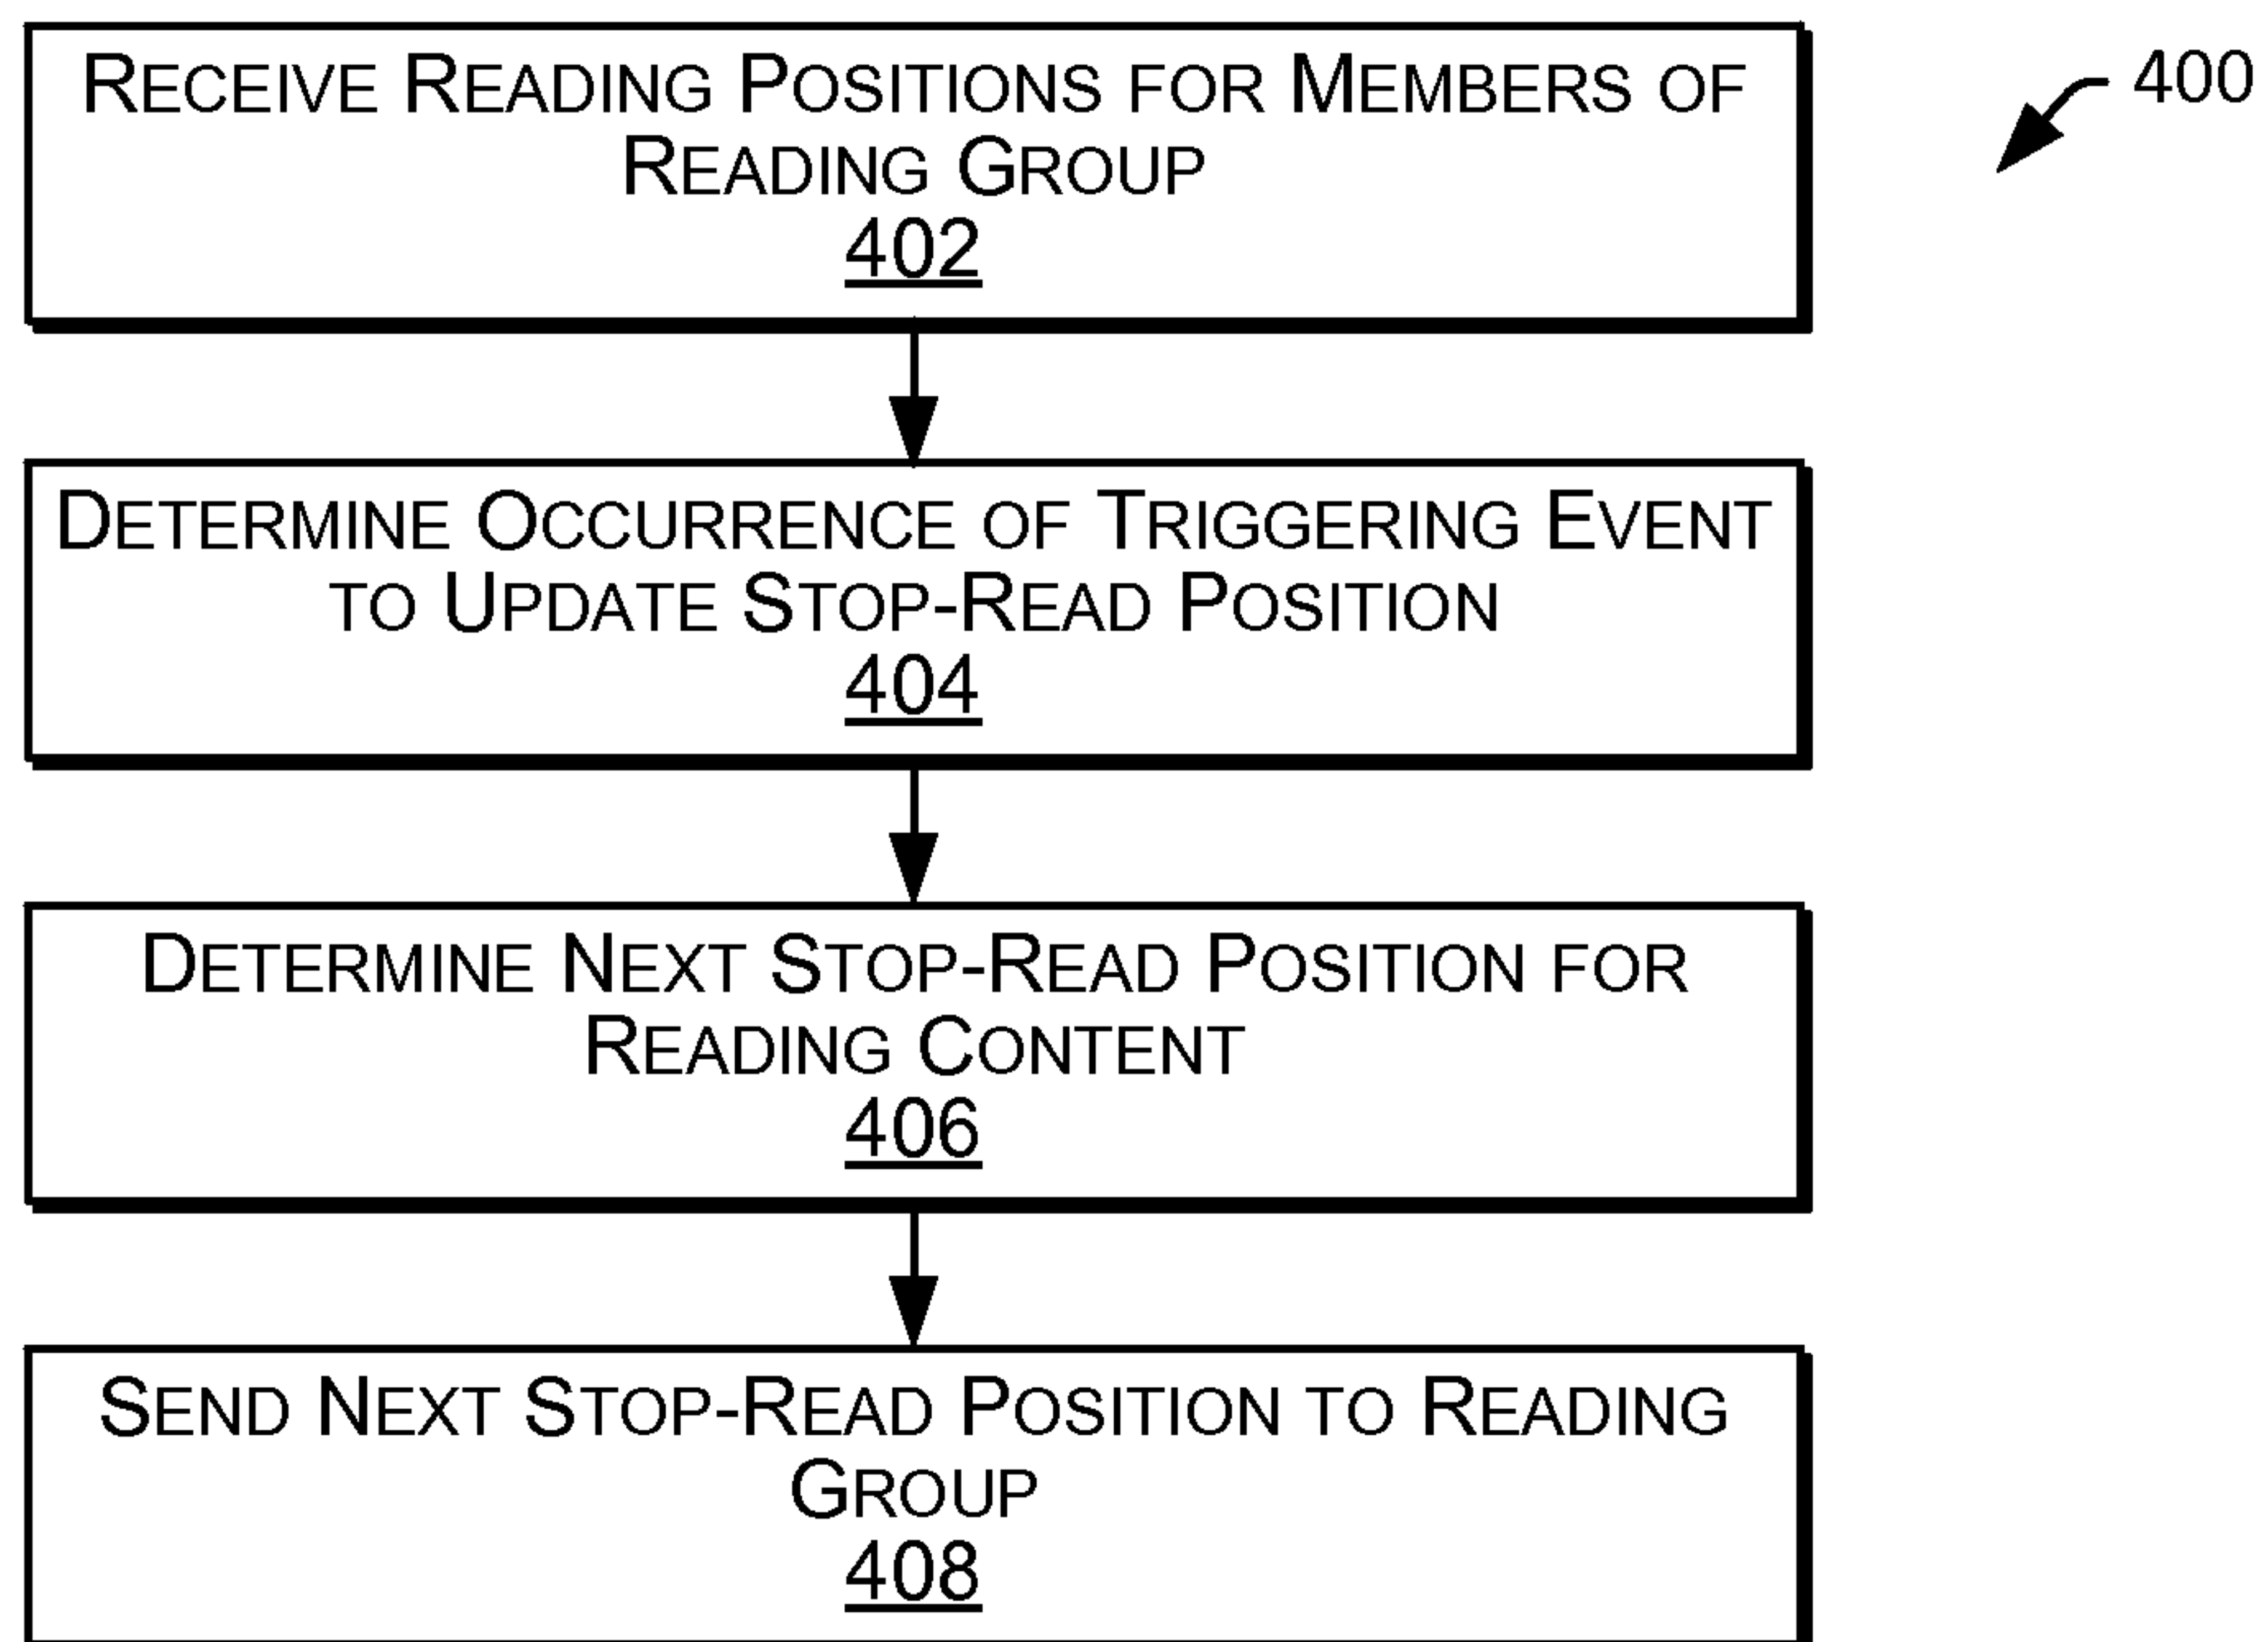 RECEIVE READING POSITIONS FOR MEMBERS OF
READING GROUP
402
400
DETERMINE OCCURRENCE OF TRIGGERING EVENT
TO UPDATE STOP-READ POSITION
404
DETERMINE NEXT STOP-READ POSITION FOR
READING CONTENT
406
SEND NEXT STOP-READ POSITION TO READING
GROUP
408